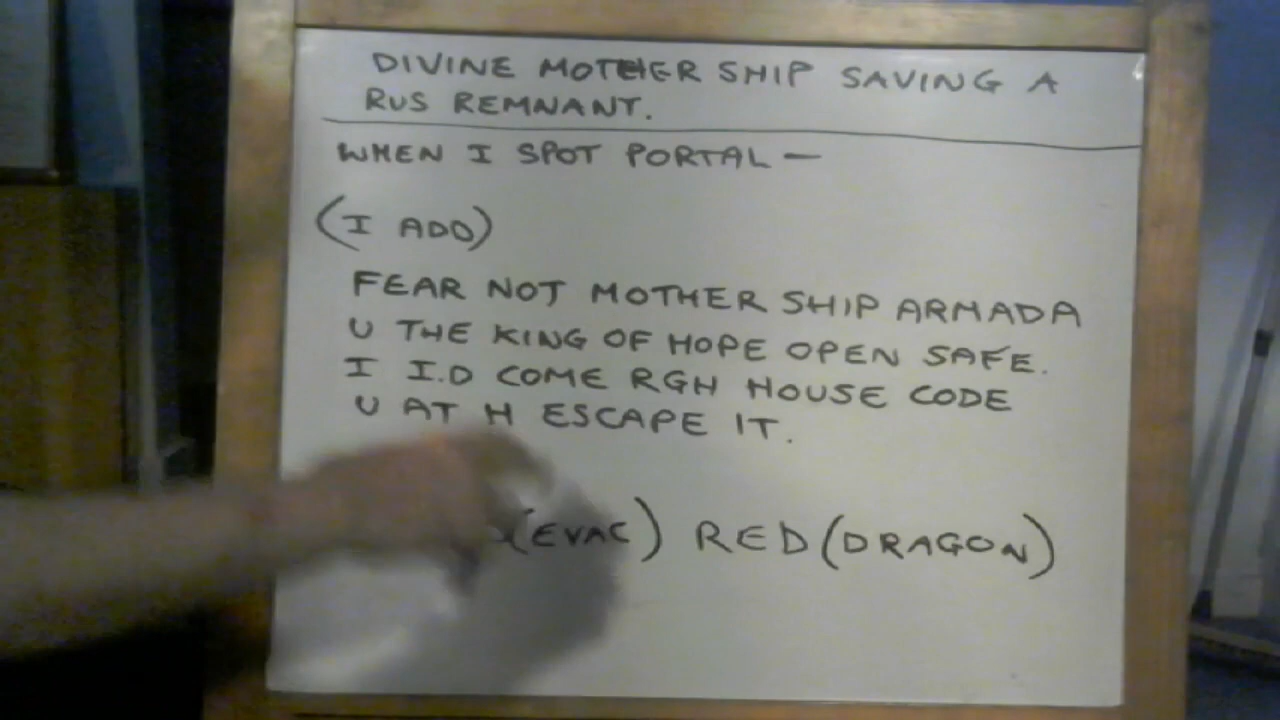 DIVINE MOTHER SHIP SAVING A
RUS REMNANT.
WHEN I SPOT PORTAL —
(I ADD)
FEAR NOT MOTHER SHIP ARMADA
U THE KING OF HOPE OPEN SAFE.
I I.D COME RGH HOUSE CODE
U AT H ESCAPE IT.
(EVAC) RED (DRAGON)